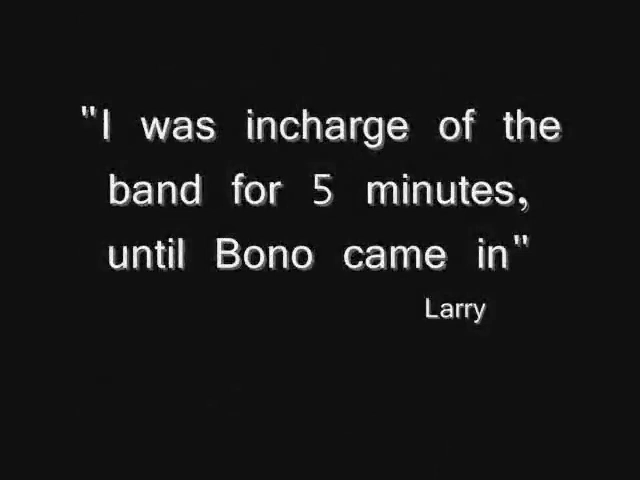 "I was incharge of the
band for 5 minutes,
until Bono came in"
Larry